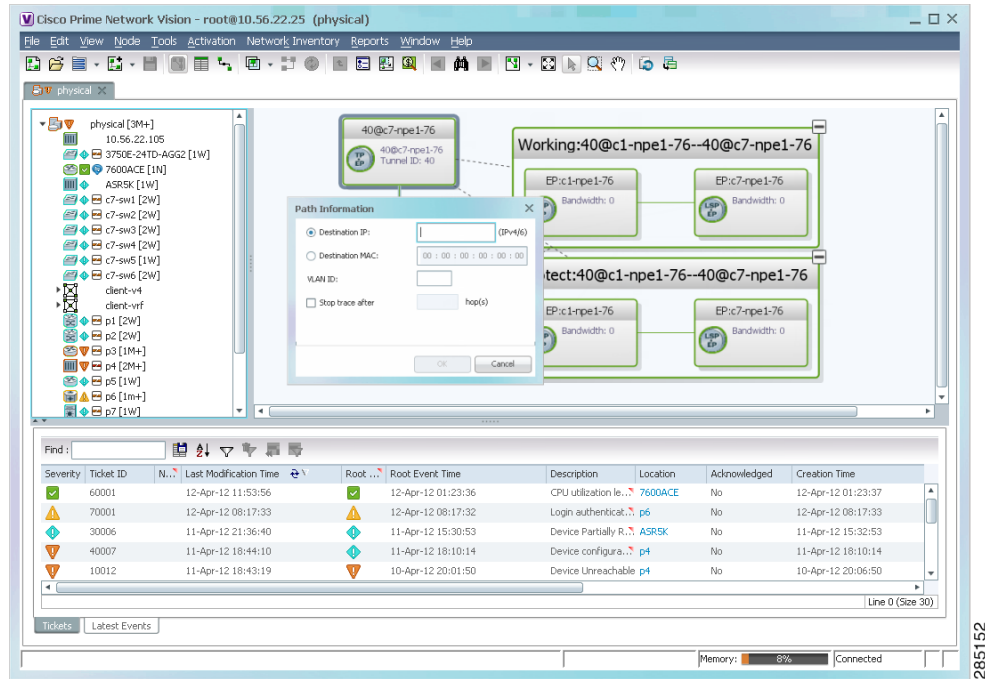 Cisco Prime Network Vision - root@10.56.22.25 (physical)
File Edit View Node Tools Activation Network Inventory Reports Window Help
physical
physical [3M+]
10.56.22.105
3750E-24TD-AGG2 [1W]
7600ACE [1N]
ASR5K [1W]
c7-sw1 [2W]
c7-sw2 [2W]
c7-sw3 [2W]
c7-sw4 [2W]
c7-sw5 [1W]
c7-sw6 [2W]
client-v4
client-vrf
p1 [2W]
p2 [2W]
p3 [1M+]
p4 [2M+]
p5 [1W]
p6 [1m+]
p7 [1W]
40@c7-npe1-76
TP EP
40@c7-npe1-76
Tunnel ID: 40
Working:40@c1-npe1-76--40@c7-npe1-76
EP:c1-npe1-76
Bandwidth: 0
EP:c7-npe1-76
LSP EP
Bandwidth: 0
tect:40@c1-npe1-76--40@c7-npe1-76
EP:c1-npe1-76
Bandwidth: 0
EP:c7-npe1-76
LSP EP
Bandwidth: 0
Path Information
Destination IP: (IPv4/6)
Destination MAC: 00 : 00 : 00 : 00 : 00 : 00
VLAN ID:
Stop trace after hop(s)
OK Cancel
Find :
Severity Ticket ID N... Last Modification Time Root ... Root Event Time Description Location Acknowledged Creation Time
60001 12-Apr-12 11:53:56 12-Apr-12 01:23:36 CPU utilization le... 7600ACE No 12-Apr-12 01:23:37
70001 12-Apr-12 08:17:33 12-Apr-12 08:17:32 Login authenticat... p6 No 12-Apr-12 08:17:33
30006 11-Apr-12 21:36:40 11-Apr-12 15:30:53 Device Partially R... ASR5K No 11-Apr-12 15:32:53
40007 11-Apr-12 18:44:10 11-Apr-12 18:10:14 Device configura... p4 No 11-Apr-12 18:10:14
10012 11-Apr-12 18:43:19 10-Apr-12 20:01:50 Device Unreachable p4 No 10-Apr-12 20:06:50
Line 0 (Size 30)
Tickets Latest Events
Memory: 8% Connected
285152